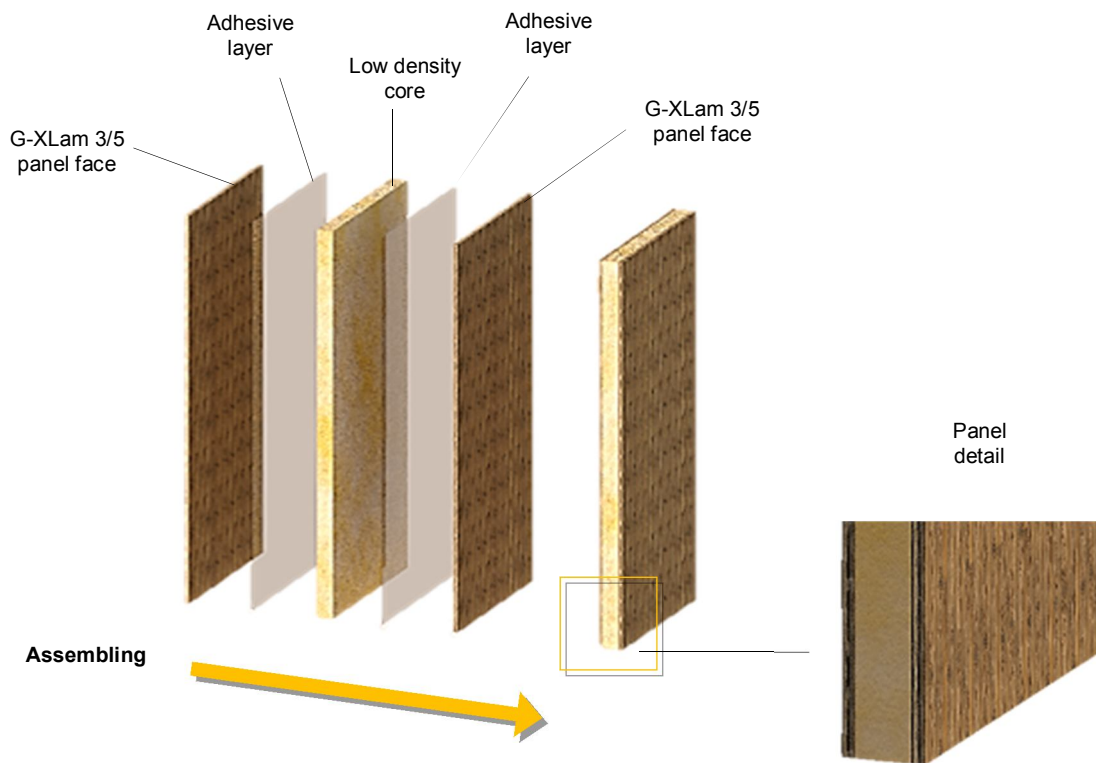 Adhesive
layer
Adhesive
layer
Low density
core
G-XLam 3/5
panel face
G-XLam 3/5
panel face
Panel
detail
Assembling